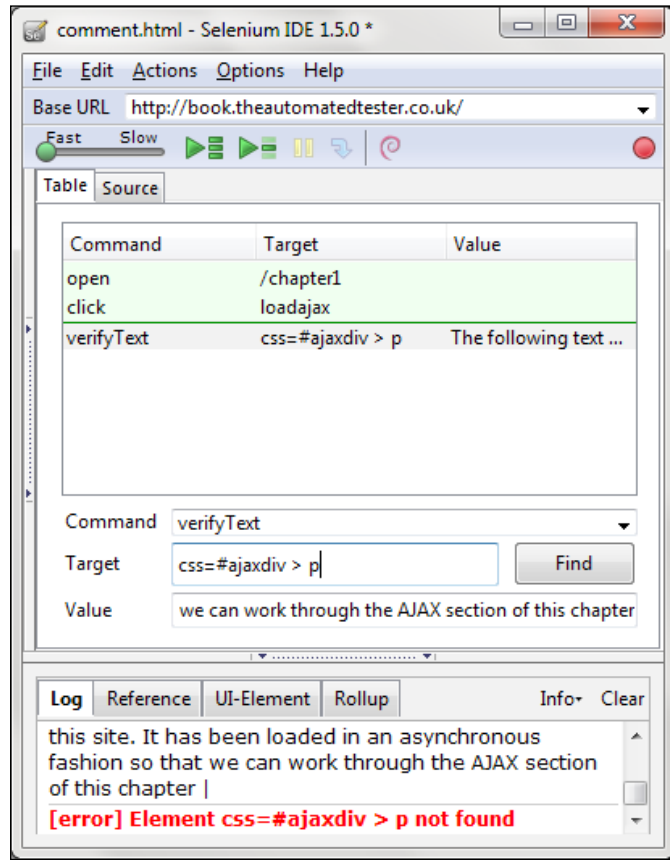 comment.html - Selenium IDE 1.5.0 *
File Edit Actions Options Help
Base URL http://book.theautomatedtester.co.uk/
Fast Slow
Table Source
Command Target Value
open /chapter1
click loadajax
verifyText css=#ajaxdiv > p The following text ...
Command verifyText
Target css=#ajaxdiv > p Find
Value we can work through the AJAX section of this chapter
Log Reference UI-Element Rollup Info Clear
this site. It has been loaded in an asynchronous
fashion so that we can work through the AJAX section
of this chapter |
[error] Element css=#ajaxdiv > p not found